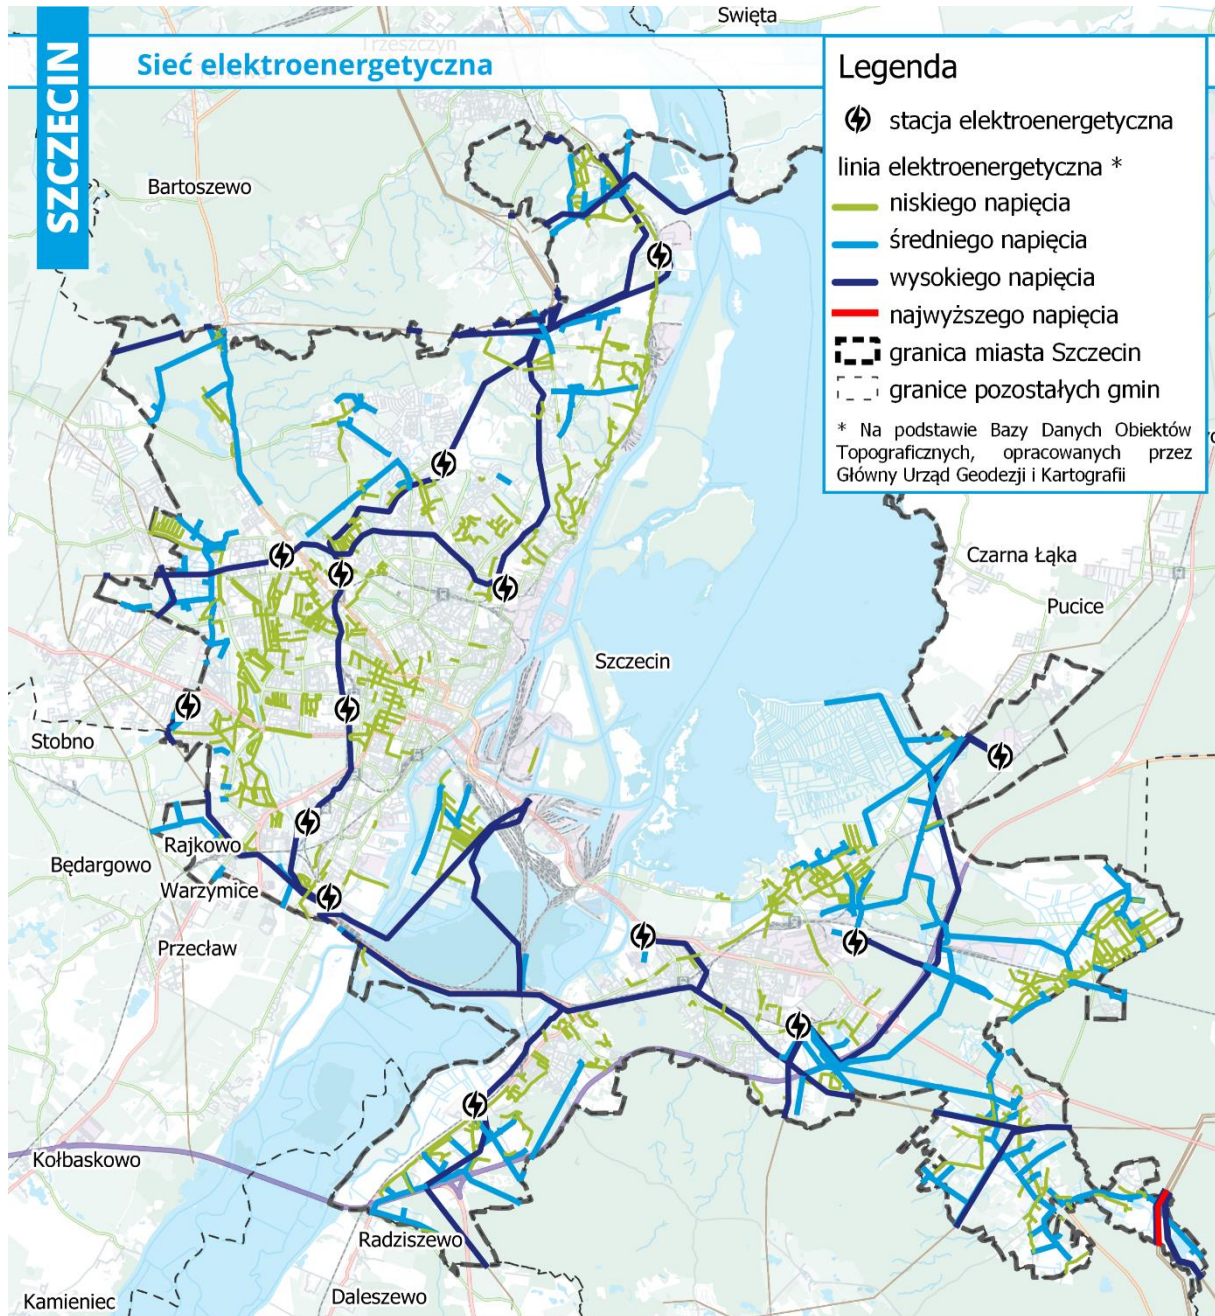 Swięta
SZCZECIN
Trzeszczyn
Sieć elektroenergetyczna
Legenda
stacja elektroenergetyczna
linia elektroenergetyczna *
niskiego napięcia
średniego napięcia
wysokiego napięcia
najwyższego napięcia
granica miasta Szczecin
granice pozostałych gmin
* Na podstawie Bazy Danych Obiektów
Topograficznych, opracowanych przez
Główny Urząd Geodezji i Kartografii
Bartoszewo
Czarna Łąka
Pucice
Szczecin
Stobno
Rajkowo
Będargowo
Warzymice
Przecław
Kołbaskowo
Radziszewo
Daleszewo
Kamieniec